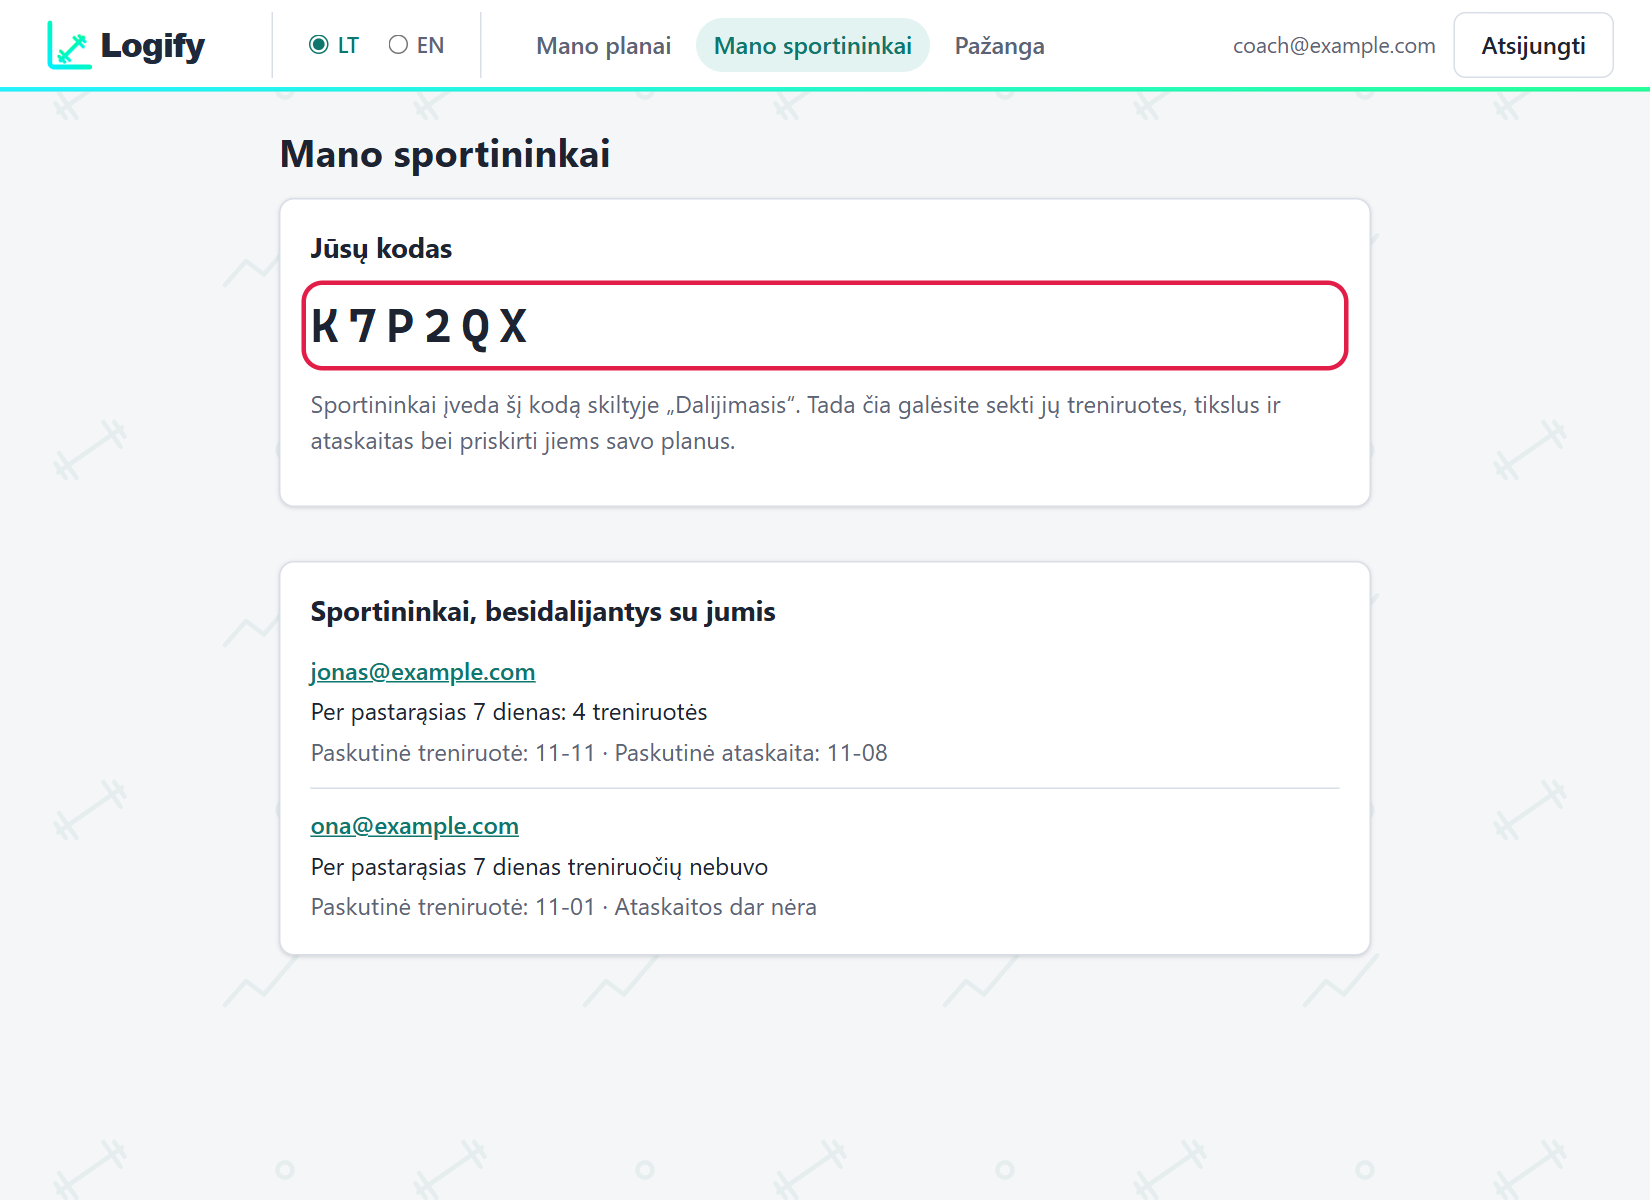 Logify
LT
EN
Mano planai
Mano sportininkai
Pažanga
coach@example.com
Atsijungti
Mano sportininkai
Jūsų kodas
K7P2QX
Sportininkai įveda šį kodą skiltyje „Dalijimasis“. Tada čia galėsite sekti jų treniruotes, tikslus ir
ataskaitas bei priskirti jiems savo planus.
Sportininkai, besidalijantys su jumis
jonas@example.com
Per pastarąsias 7 dienas: 4 treniruotės
Paskutinė treniruotė: 11-11 · Paskutinė ataskaita: 11-08
ona@example.com
Per pastarąsias 7 dienas treniruočių nebuvo
Paskutinė treniruotė: 11-01 · Ataskaitos dar nėra